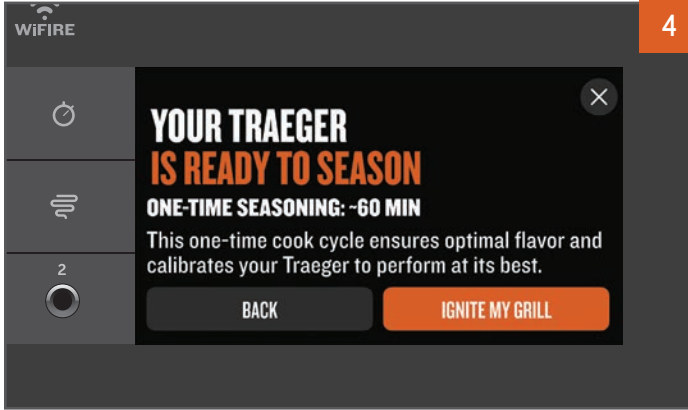 WiFIRE
4
YOUR TRAEGER
IS READY TO SEASON
ONE-TIME SEASONING: ~60 MIN
This one-time cook cycle ensures optimal flavor and
calibrates your Traeger to perform at its best.
2
BACK
IGNITE MY GRILL